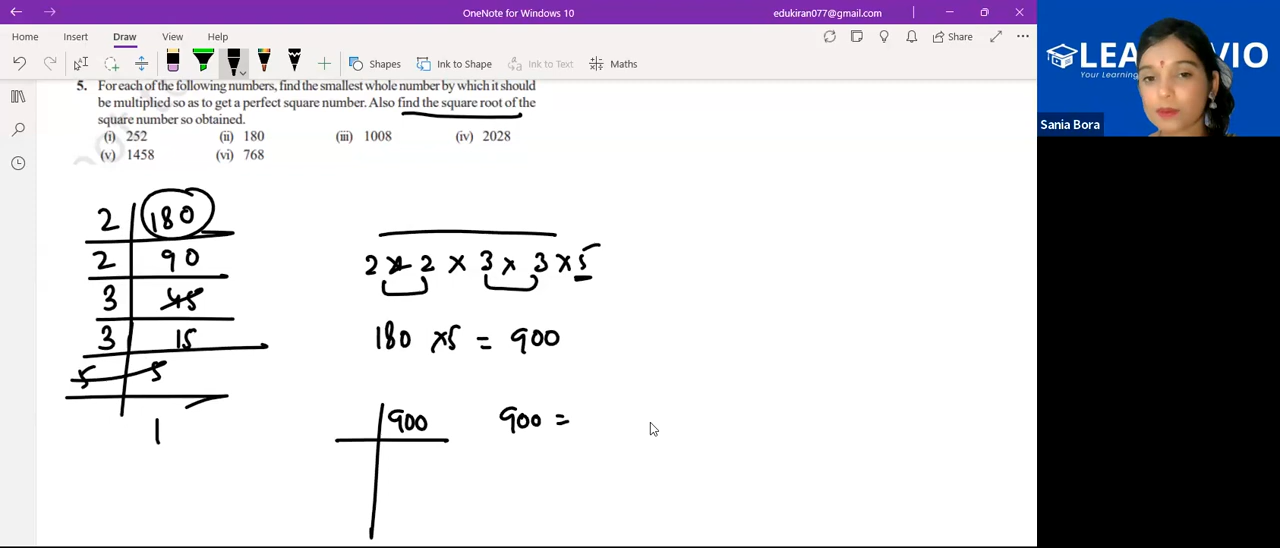 OneNote for Windows 10
edukiran077@gmail.com
Home Insert Draw View Help
Share
Shapes Ink to Shape Ink to Text Maths
5. For each of the following numbers, find the smallest whole number by which it should
be multiplied so as to get a perfect square number. Also find the square root of the
square number so obtained.
(i) 252 (ii) 180 (iii) 1008 (iv) 2028
(v) 1458 (vi) 768
2 180
2 90
3 45
3 15
5 5
1
2 × 2 × 3 × 3 × 5
180 × 5 = 900
900
900 =
Your Learning
Sania Bora